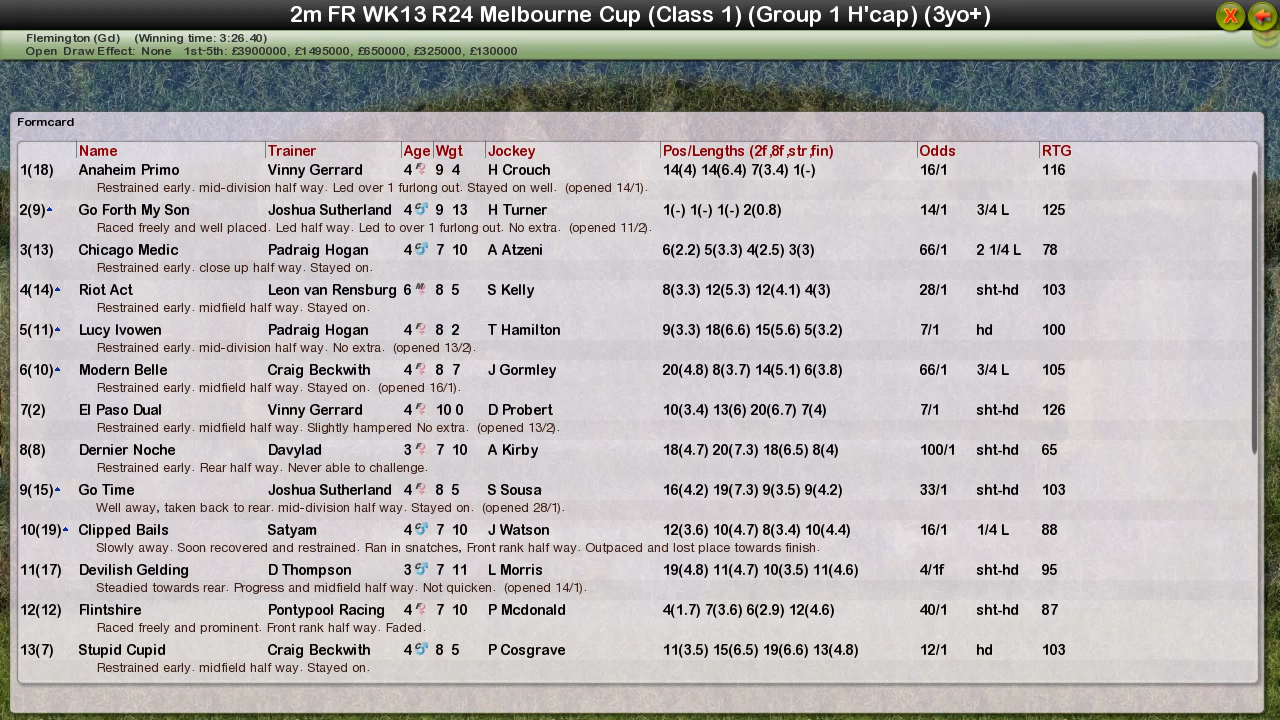 2m FR WK13 R24 Melbourne Cup (Class 1) (Group 1 H'cap) (3yo+)
Flemington (Gd) (Winning time: 3:26.40)
Open Draw Effect: None 1st-5th: £3900000, £1495000, £650000, £325000, £130000
Formcard
Name Trainer Age Wgt Jockey Pos/Lengths (2f,8f,str,fin) Odds RTG
1(18) Anaheim Primo Vinny Gerrard 4 9 4 H Crouch 14(4) 14(6.4) 7(3.4) 1(-) 16/1 116
Restrained early. mid-division half way. Led over 1 furlong out. Stayed on well. (opened 14/1).
2(9) Go Forth My Son Joshua Sutherland 4 9 13 H Turner 1(-) 1(-) 1(-) 2(0.8) 14/1 3/4 L 125
Raced freely and well placed. Led half way. Led to over 1 furlong out. No extra. (opened 11/2).
3(13) Chicago Medic Padraig Hogan 4 7 10 A Atzeni 6(2.2) 5(3.3) 4(2.5) 3(3) 66/1 2 1/4 L 78
Restrained early. close up half way. Stayed on.
4(14) Riot Act Leon van Rensburg 6 8 5 S Kelly 8(3.3) 12(5.3) 12(4.1) 4(3) 28/1 sht-hd 103
Restrained early. midfield half way. Stayed on.
5(11) Lucy Ivowen Padraig Hogan 4 8 2 T Hamilton 9(3.3) 18(6.6) 15(5.6) 5(3.2) 7/1 hd 100
Restrained early. mid-division half way. No extra. (opened 13/2).
6(10) Modern Belle Craig Beckwith 4 8 7 J Gormley 20(4.8) 8(3.7) 14(5.1) 6(3.8) 66/1 3/4 L 105
Restrained early. midfield half way. Stayed on. (opened 16/1).
7(2) El Paso Dual Vinny Gerrard 4 10 0 D Probert 10(3.4) 13(6) 20(6.7) 7(4) 7/1 sht-hd 126
Restrained early. midfield half way. Slightly hampered No extra. (opened 13/2).
8(8) Dernier Noche Davylad 3 7 10 A Kirby 18(4.7) 20(7.3) 18(6.5) 8(4) 100/1 sht-hd 65
Restrained early. Rear half way. Never able to challenge.
9(15) Go Time Joshua Sutherland 4 8 5 S Sousa 16(4.2) 19(7.3) 9(3.5) 9(4.2) 33/1 sht-hd 103
Well away, taken back to rear. mid-division half way. Stayed on. (opened 28/1).
10(19) Clipped Bails Satyam 4 7 10 J Watson 12(3.6) 10(4.7) 8(3.4) 10(4.4) 16/1 1/4 L 88
Slowly away. Soon recovered and restrained. Ran in snatches, Front rank half way. Outpaced and lost place towards finish.
11(17) Devilish Gelding D Thompson 3 7 11 L Morris 19(4.8) 11(4.7) 10(3.5) 11(4.6) 4/1f sht-hd 95
Steadied towards rear. Progress and midfield half way. Not quicken. (opened 14/1).
12(12) Flintshire Pontypool Racing 4 7 10 P Mcdonald 4(1.7) 7(3.6) 6(2.9) 12(4.6) 40/1 sht-hd 87
Raced freely and prominent. Front rank half way. Faded.
13(7) Stupid Cupid Craig Beckwith 4 8 5 P Cosgrave 11(3.5) 15(6.5) 19(6.6) 13(4.8) 12/1 hd 103
Restrained early. midfield half way. Stayed on.